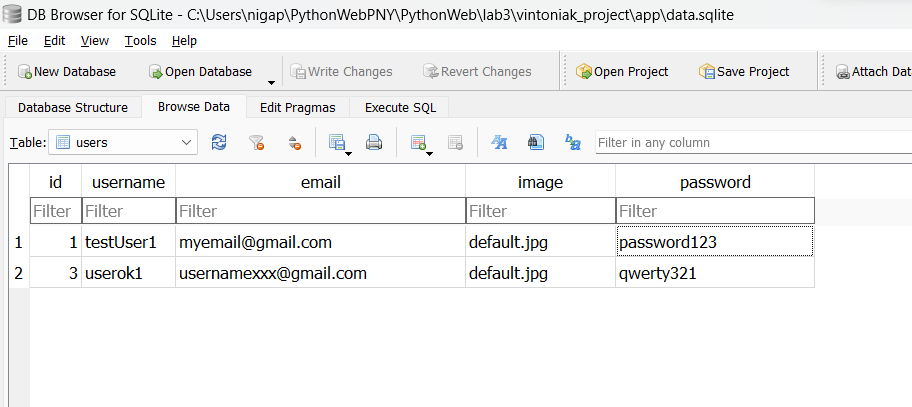 DB Browser for SQLite - C:\Users\nigap\PythonWebPNY\PythonWeb\lab3\vintoniak_project\app\data.sqlite
File Edit View Tools Help
New Database Open Database Write Changes Revert Changes Open Project Save Project Attach Dat
Database Structure Browse Data Edit Pragmas Execute SQL
Table: users Filter in any column
id username email image password
Filter Filter Filter Filter Filter
1 1 testUser1 myemail@gmail.com default.jpg password123
2 3 userok1 usernamexxx@gmail.com default.jpg qwerty321